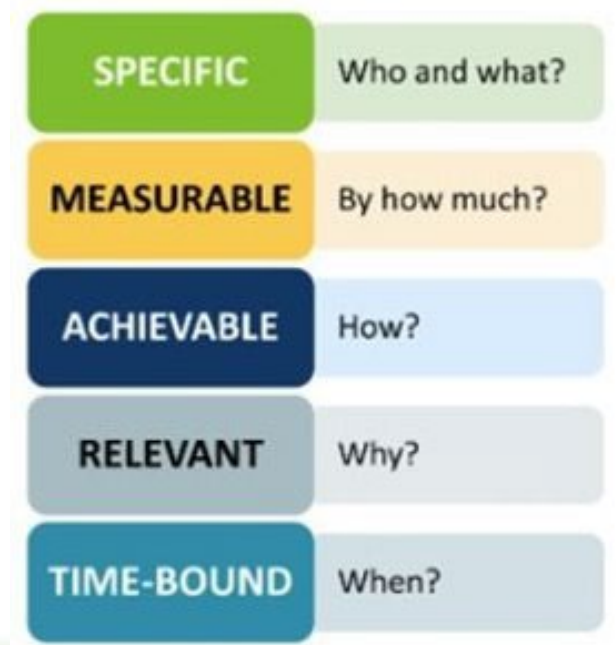 SPECIFIC Who and what?
MEASURABLE By how much?
ACHIEVABLE How?
RELEVANT Why?
TIME-BOUND When?